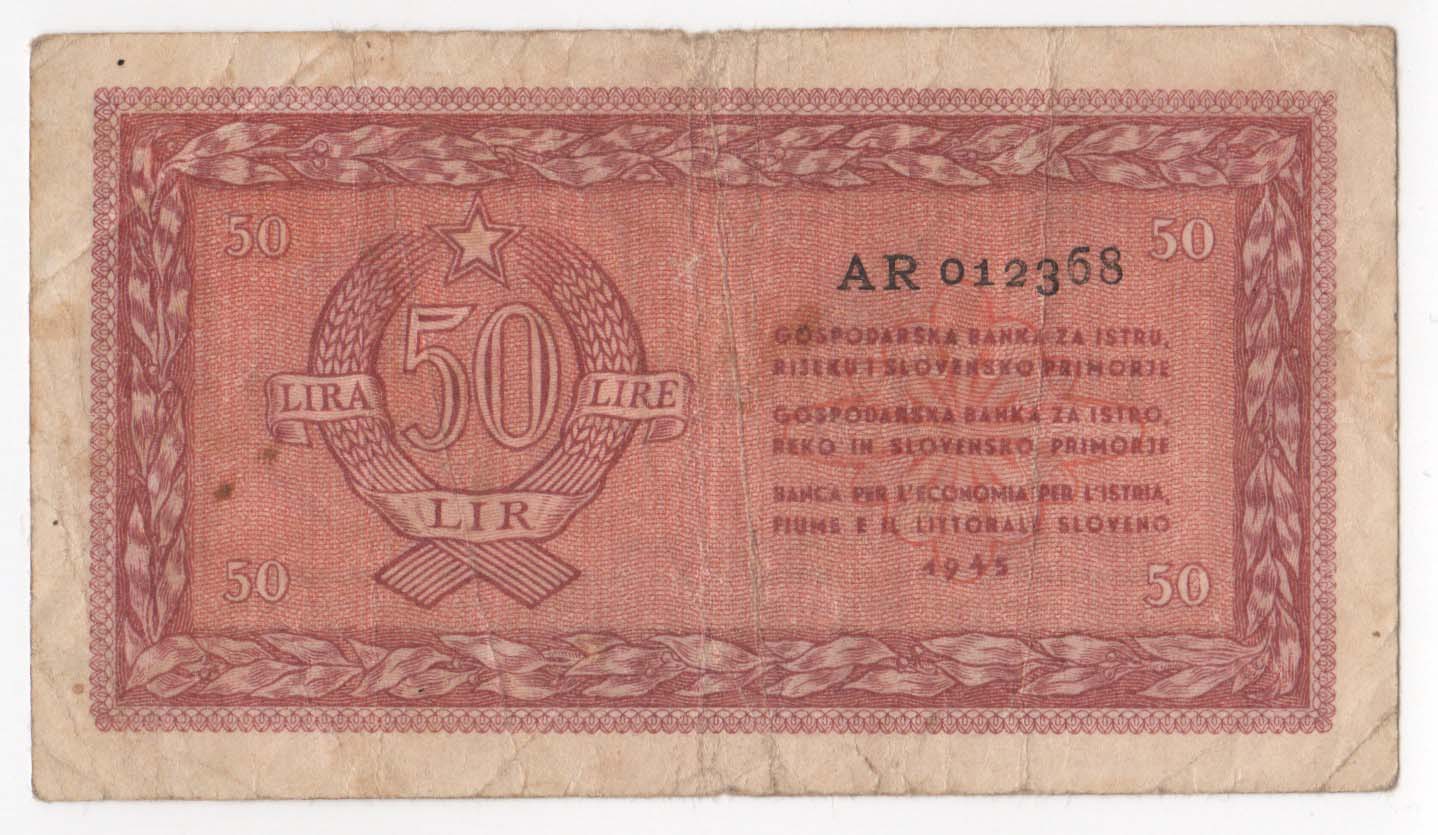 50
50
AR 012368
50
LIRA
LIRE
LIR
GOSPODARSKA BANKA ZA ISTRU,
RIJEKU I SLOVENSKO PRIMORJE
GOSPODARSKA BANKA ZA ISTRO,
REKO IN SLOVENSKO PRIMORJE
BANCA PER L'ECONOMIA PER L'ISTRIA,
FIUME E IL LITTORALE SLOVENO
1945
50
50